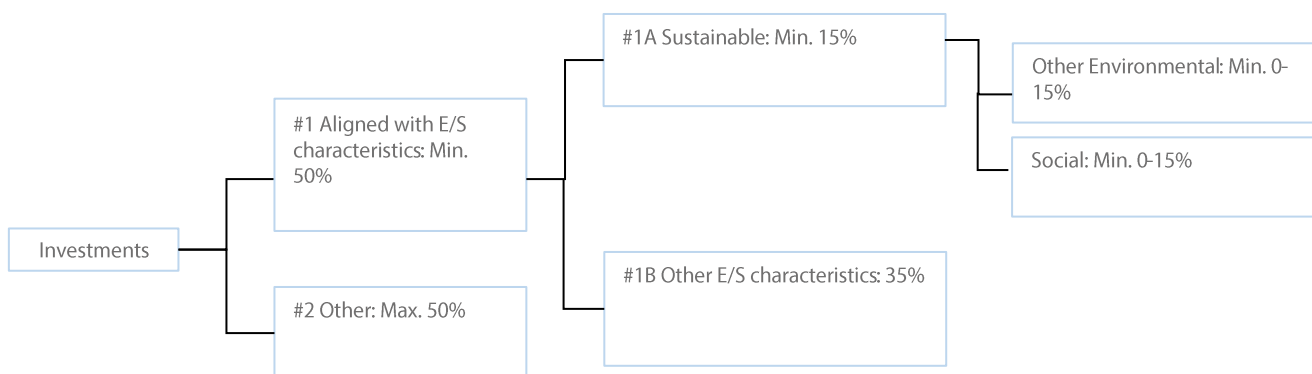 #1A Sustainable: Min. 15%
Other Environmental: Min. 0-
15%
#1 Aligned with E/S
characteristics: Min.
50%
Social: Min. 0-15%
Investments
#1B Other E/S characteristics: 35%
#2 Other: Max. 50%